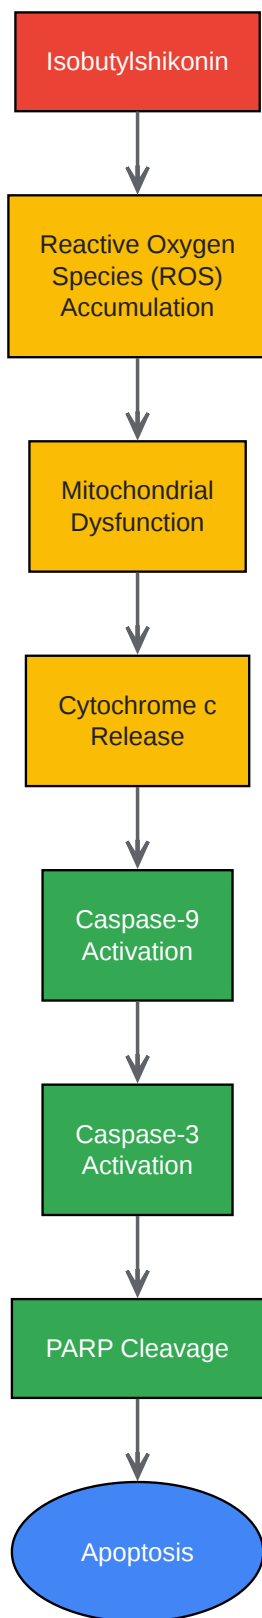 Isobutylshikonin
Reactive Oxygen
Species (ROS)
Accumulation
Mitochondrial
Dysfunction
Cytochrome c
Release
Caspase-9
Activation
Caspase-3
Activation
PARP Cleavage
Apoptosis